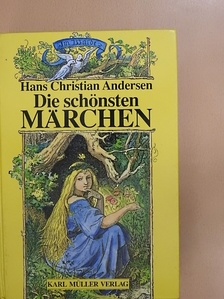 Hans Christian Andersen
Die schönsten
MÄRCHEN
KARL MÜLLER VERLAG